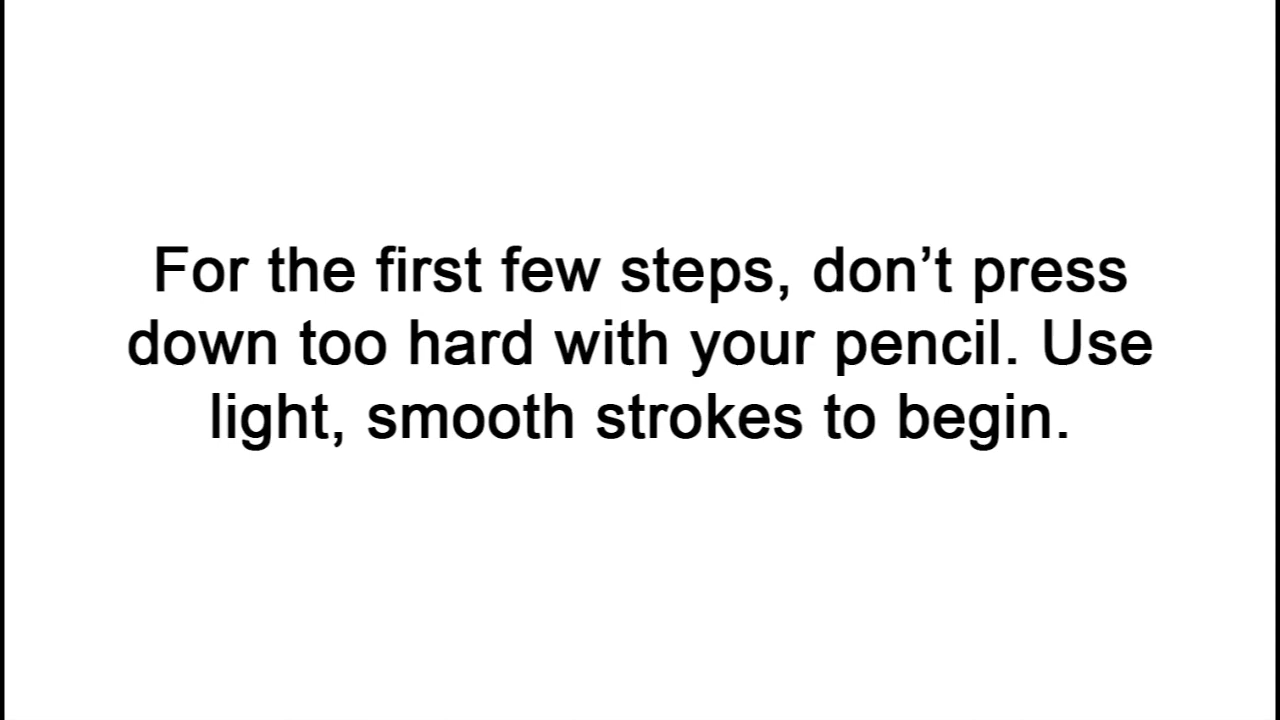 For the first few steps, don’t press
down too hard with your pencil. Use
light, smooth strokes to begin.